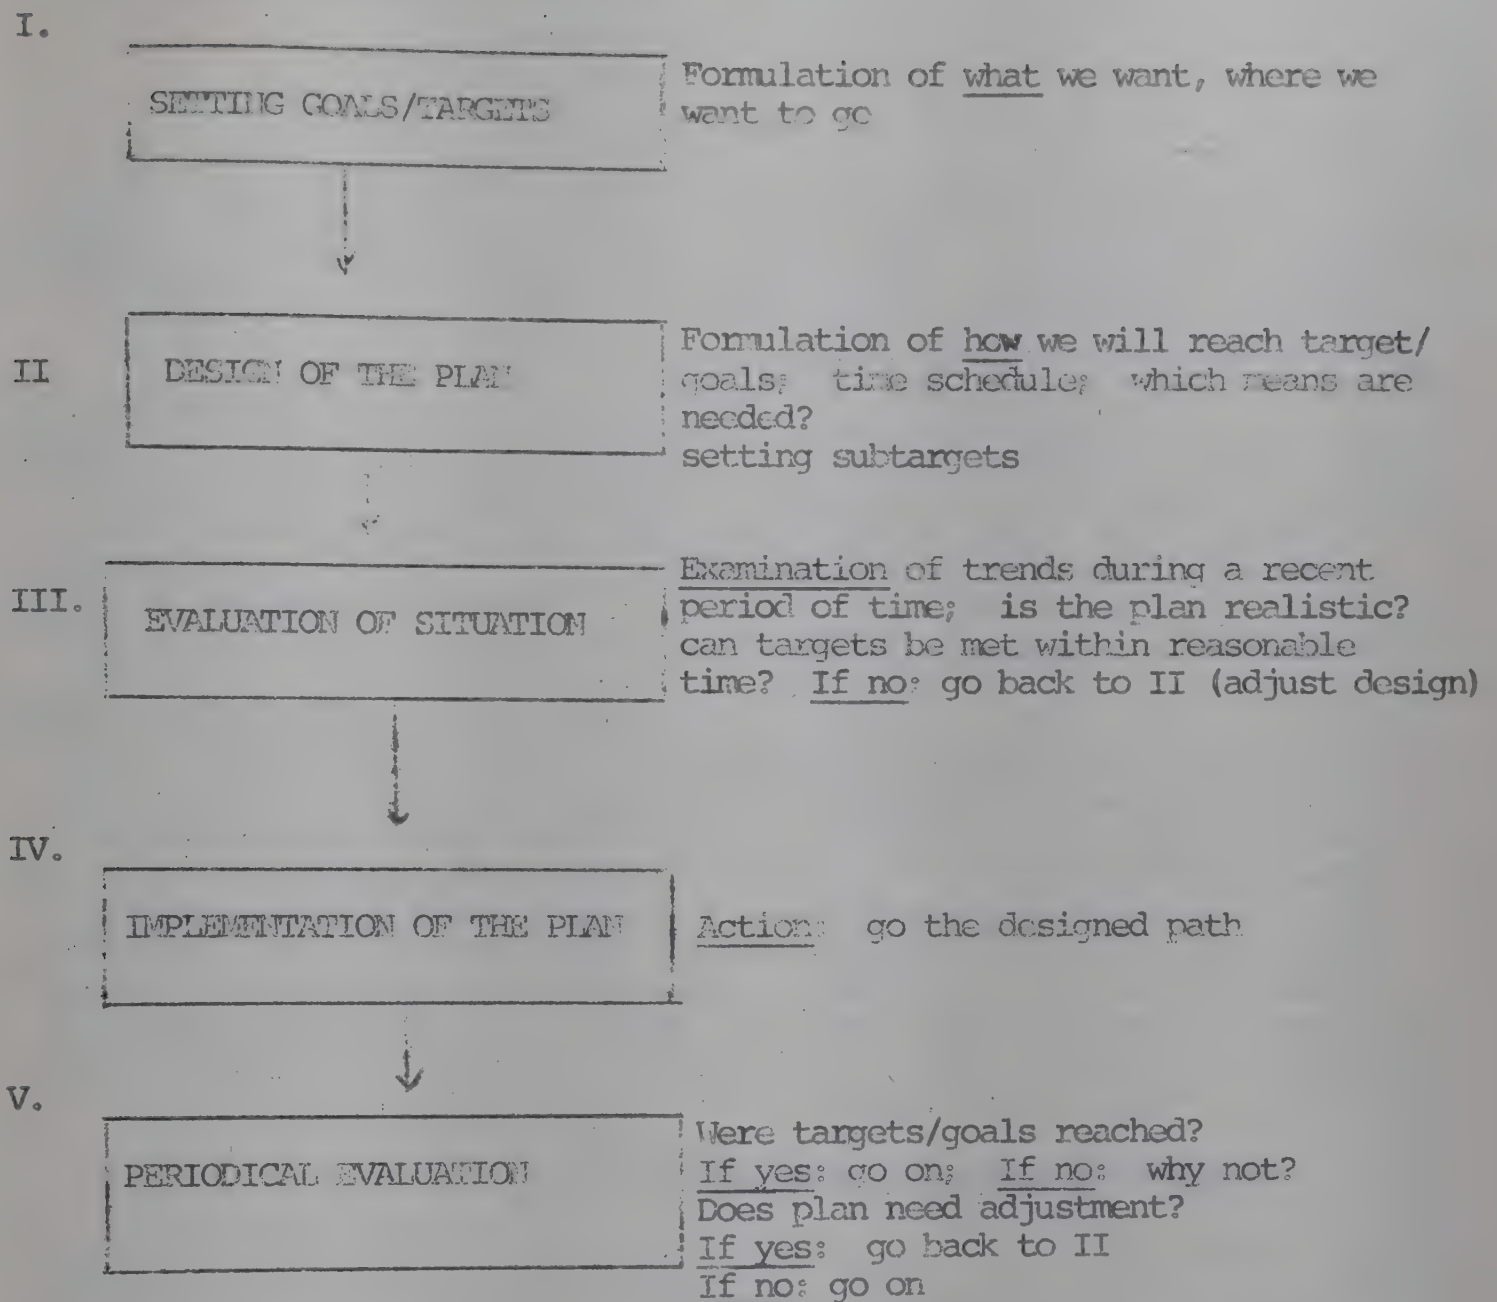 I.
SETTING GOALS/TARGETS
Formulation of what we want, where we
want to go
II
DESIGN OF THE PLAN
Formulation of how we will reach target/
goals; time schedule; which means are
needed?
setting subtargets
III.
EVALUATION OF SITUATION
Examination of trends during a recent
period of time; is the plan realistic?
can targets be met within reasonable
time? If no: go back to II (adjust design)
IV.
IMPLEMENTATION OF THE PLAN
Action: go the designed path
V.
PERIODICAL EVALUATION
Were targets/goals reached?
If yes: go on; If no: why not?
Does plan need adjustment?
If yes: go back to II
If no: go on